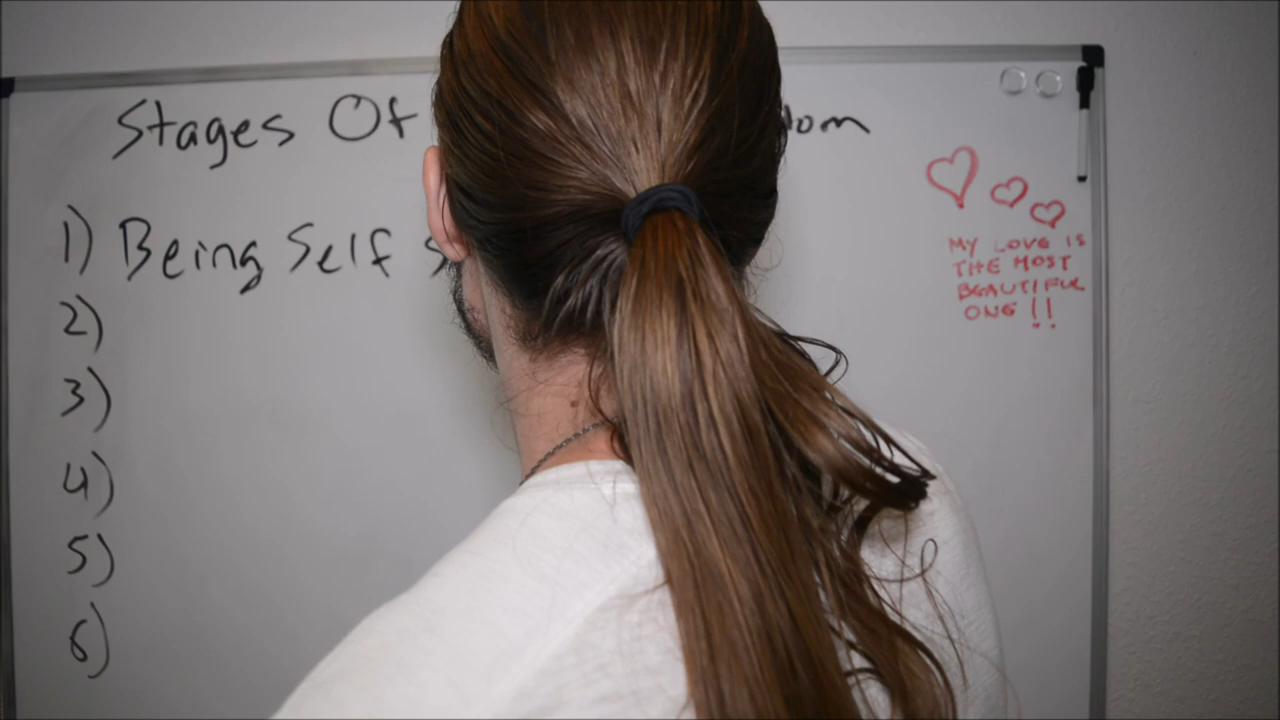 Stages Of dom
1) Being Self s
2)
3)
4)
5)
6)
MY LOVE IS
THE MOST
BEAUTIFUL
ONE !!